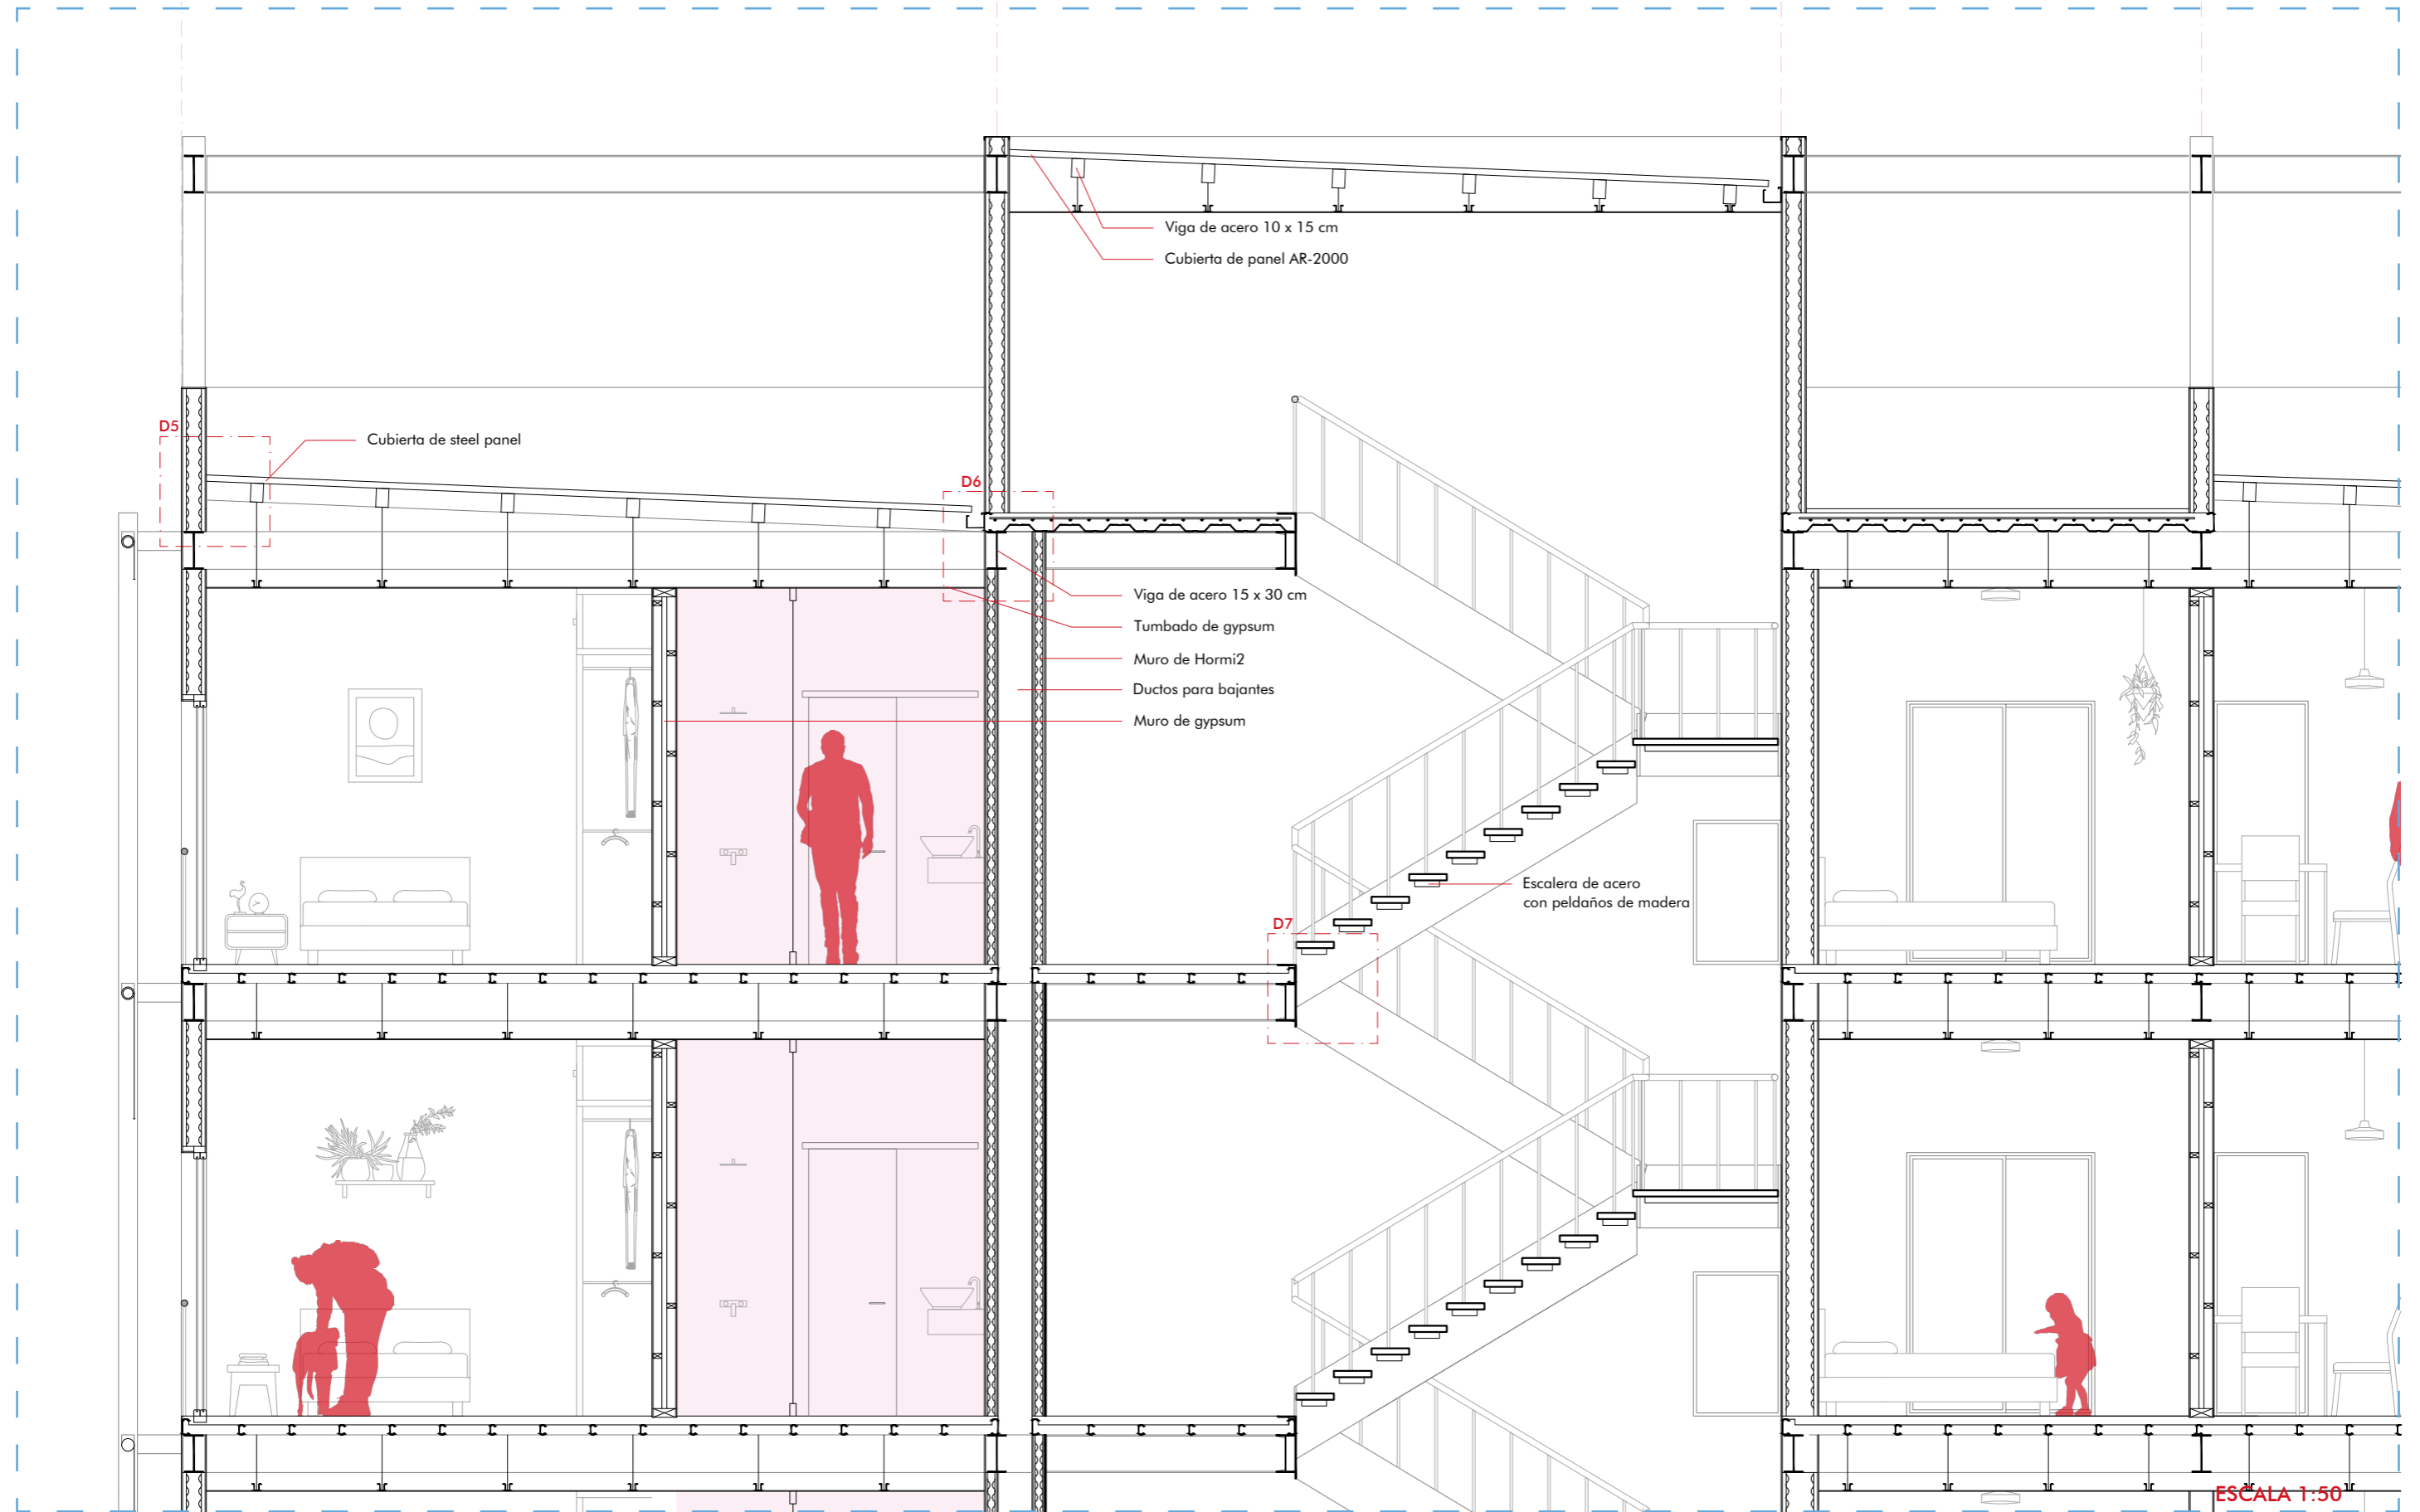 Viga de acero 10 x 15 cm
Cubierta de panel AR-2000
D5
Cubierta de steel panel
D6
Viga de acero 15 x 30 cm
Tumbado de gypsum
Muro de Hormi2
Ductos para bajantes
Muro de gypsum
Escalera de acero
con peldaños de madera
D7
ESCALA 1:50